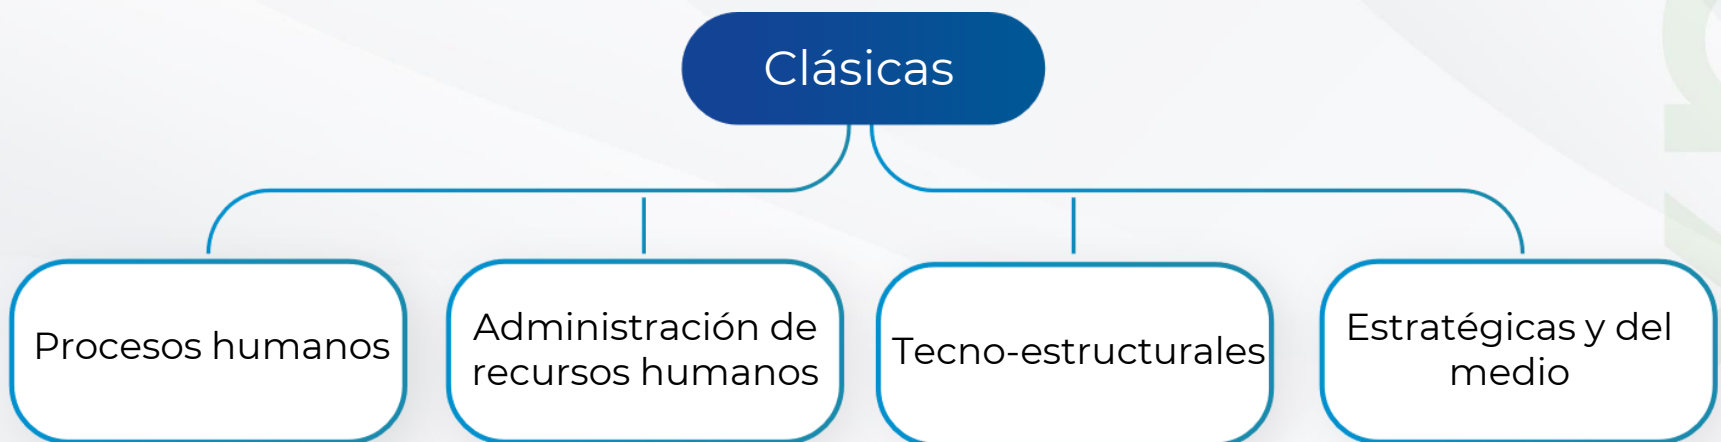 Clásicas
Procesos humanos
Administración de
recursos humanos
Tecno-estructurales
Estratégicas y del
medio